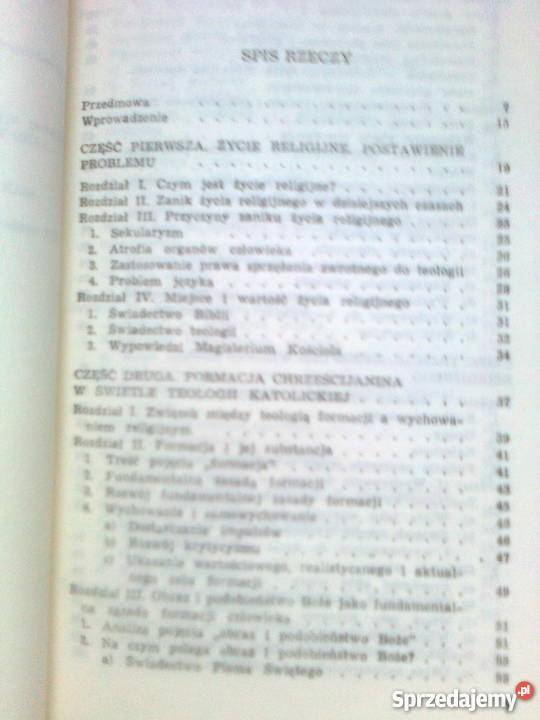 SPIS RZECZY
Przedmowa . . . . . . . . . . . 7
Wprowadzenie . . . . . . . . . . 15
CZĘŚĆ PIERWSZA. ŻYCIE RELIGIJNE. POSTAWIENIE
PROBLEMU . . . . . . . . . . 19
Rozdział I. Czym jest życie religijne? . . . . . 21
Rozdział II. Zanik życia religijnego w dzisiejszych czasach 24
Rozdział III. Przyczyny zaniku życia religijnego . . .
1. Sekularyzm . . . . . . . . .
2. Atrofia organów człowieka . . . . . .
3. Zastosowanie prawa sprzężenia zwrotnego do teologii
4. Problem języka . . . . . . . .
Rozdział IV. Miejsce i wartość życia religijnego . . . 31
1. Świadectwo Biblii . . . . . . . 31
2. Świadectwo teologii . . . . . . .
3. Wypowiedzi Magisterium Kościoła . . . . 34
CZĘŚĆ DRUGA. FORMACJA CHRZEŚCIJANINA
W ŚWIETLE TEOLOGII KATOLICKIEJ . . . . . 37
Rozdział I. Związek między teologią formacji a wychowa-
niem religijnym . . . . . . . . 39
Rozdział II. Formacja i jej substancja . . . . . 41
1. Treść pojęcia „formacja” . . . . . . 41
2. Fundamentalna zasada formacji . . . . . 43
3. Rozwój fundamentalnej zasady formacji . . . 45
4. Wychowanie i samowychowanie . . . . .
a) Dostarczanie impulsów . . . . . .
b) Rozwój krytycyzmu . . . . . . 46
c) Ukazanie wartościowego, realistycznego i aktual- 47
nego celu formacji . . . . . . .
Rozdział III. Obraz i podobieństwo Boże jako fundamental- 49
na zasada formacji człowieka . . . . .
1. Analiza pojęcia „obraz i podobieństwo Boże” . . 51
2. Na czym polega obraz i podobieństwo Boże? . . 51
a) Świadectwo Pisma Świętego . . . . .
Sprzedajemy.pl